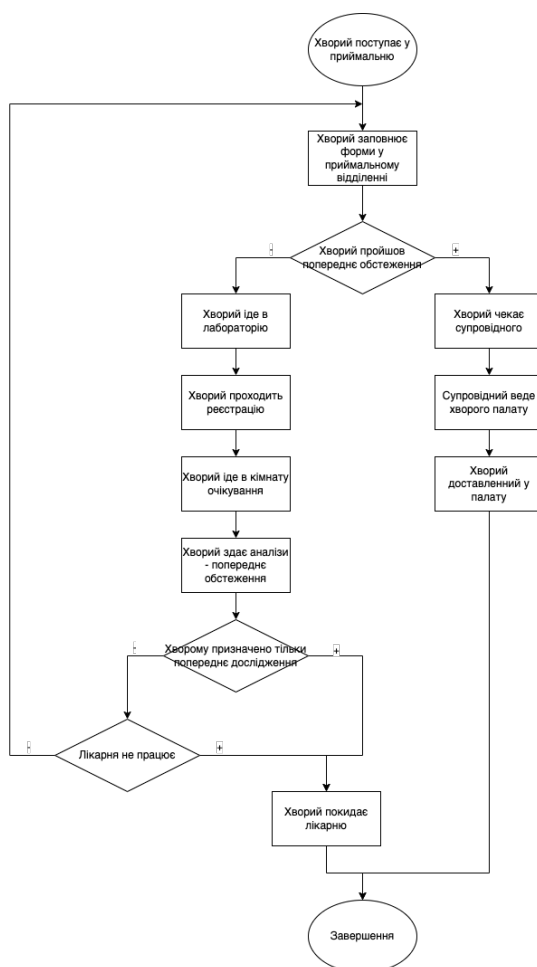 Хворий поступає у
приймальню
Хворий заповнює
форми у
приймальному
відділенні
Хворий пройшов
попереднє обстеження
-
+
Хворий іде в
лабораторію
Хворий чекає
супровідного
Хворий проходить
реєстрацію
Супровідний веде
хворого палату
Хворий іде в кімнату
очікування
Хворий
доставленний у
палату
Хворий здає аналізи
- попереднє
обстеження
Хворому призначено тільки
попереднє дослідження
-
+
Лікарня не працює
-
+
Хворий покидає
лікарню
Завершення